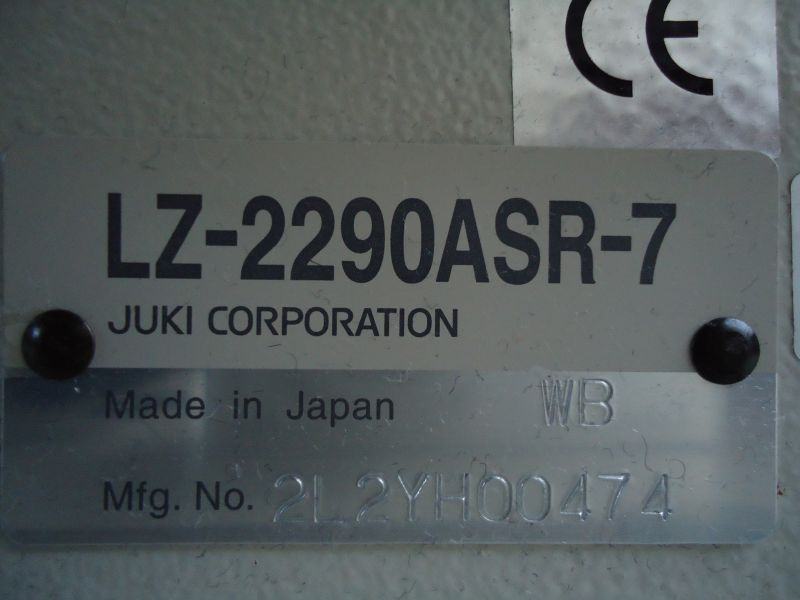 CE
LZ-2290ASR-7
JUKI CORPORATION
Made in Japan WB
Mfg. No. 2L2YH00474